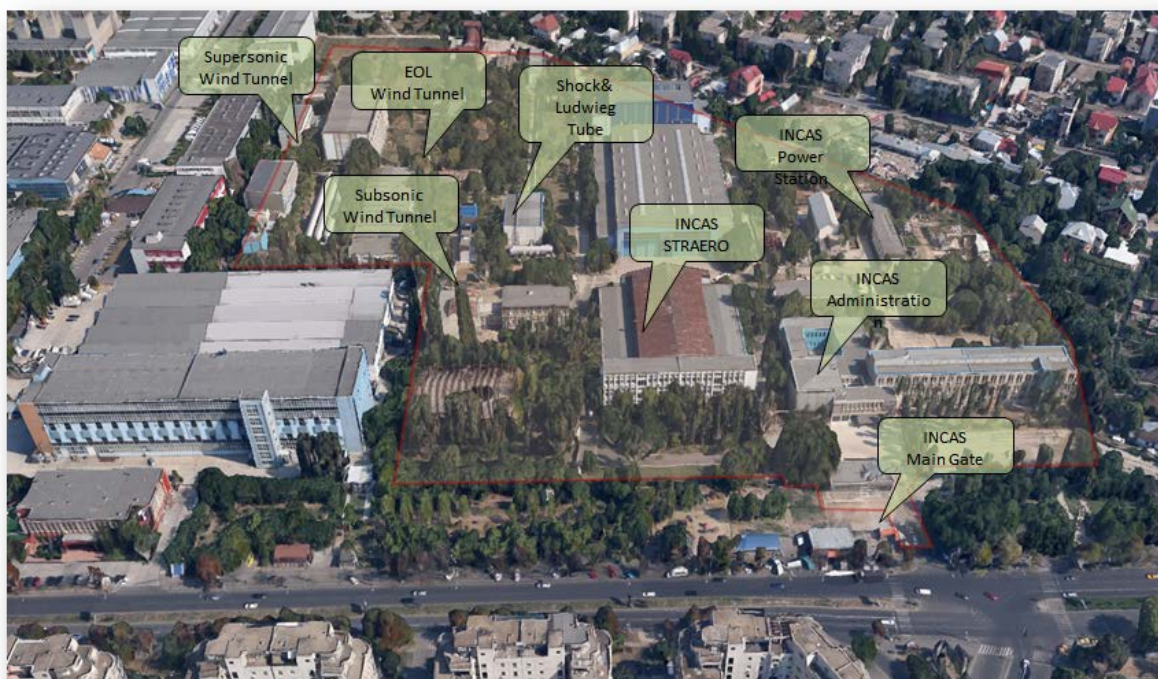 Supersonic
Wind Tunnel
EOL
Wind Tunnel
Shock&
Ludwieg
Tube
INCAS
Power
Station
Subsonic
Wind Tunnel
INCAS
STRAERO
INCAS
Administratio
n
INCAS
Main Gate